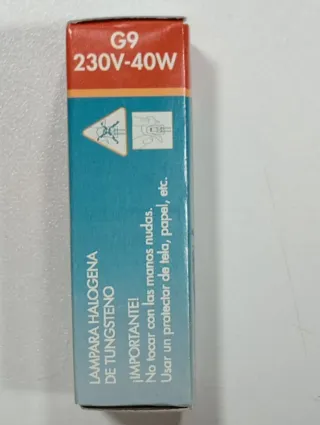 G9
230V-40W
LAMPARA HALOGENA
DE TUNGSTENO
¡IMPORTANTE!
No tocar con las manos nudas.
Usar un protector de tela, papel, etc.